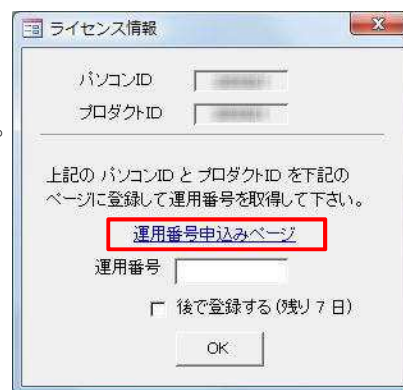 ライセンス情報
パソコンID
プロダクトID
上記の パソコンID と プロダクトID を下記の
ページに登録して運用番号を取得して下さい。
運用番号申込みページ
運用番号
後で登録する(残り 7 日)
OK